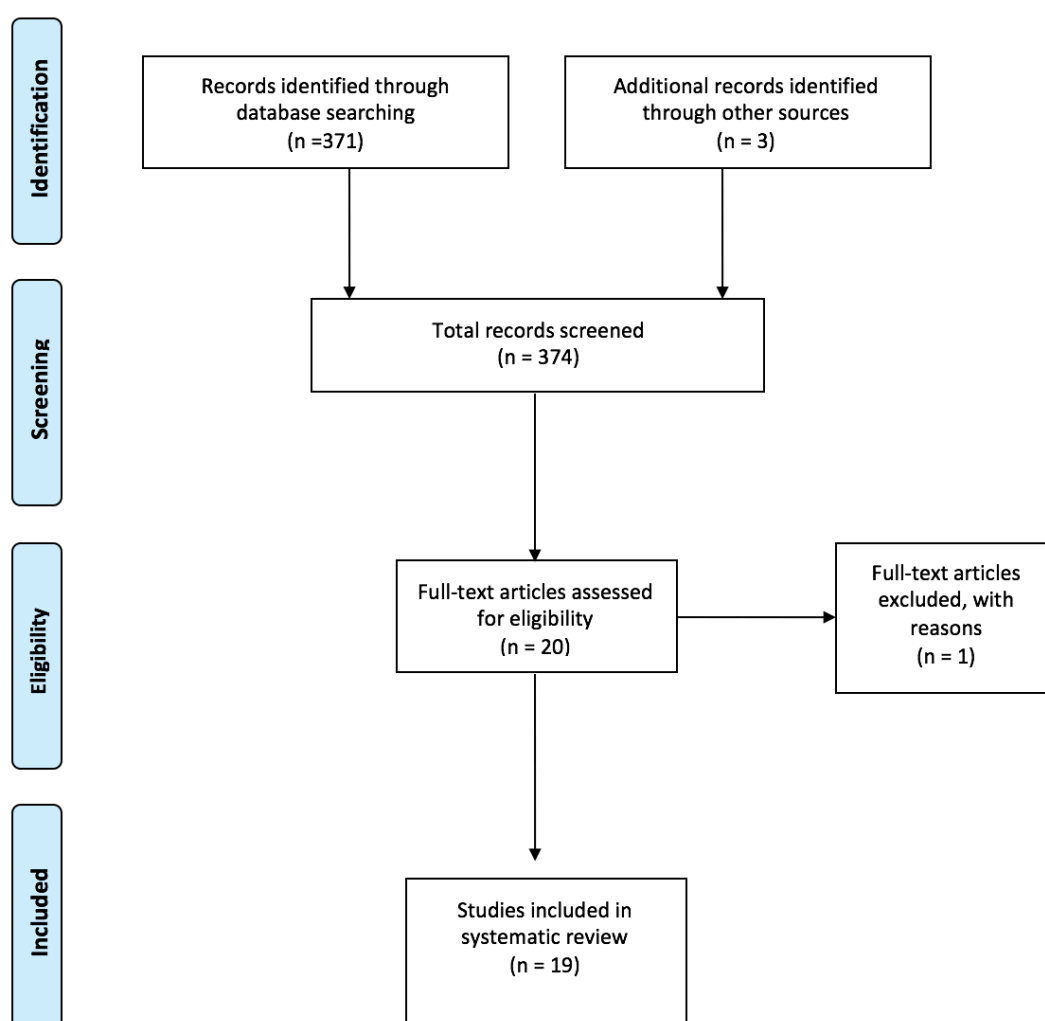 Identification
Records identified through
database searching
(n =371)
Additional records identified
through other sources
(n = 3)
Screening
Total records screened
(n = 374)
Eligibility
Full-text articles assessed
for eligibility
(n = 20)
Full-text articles
excluded, with
reasons
(n = 1)
Included
Studies included in
systematic review
(n = 19)